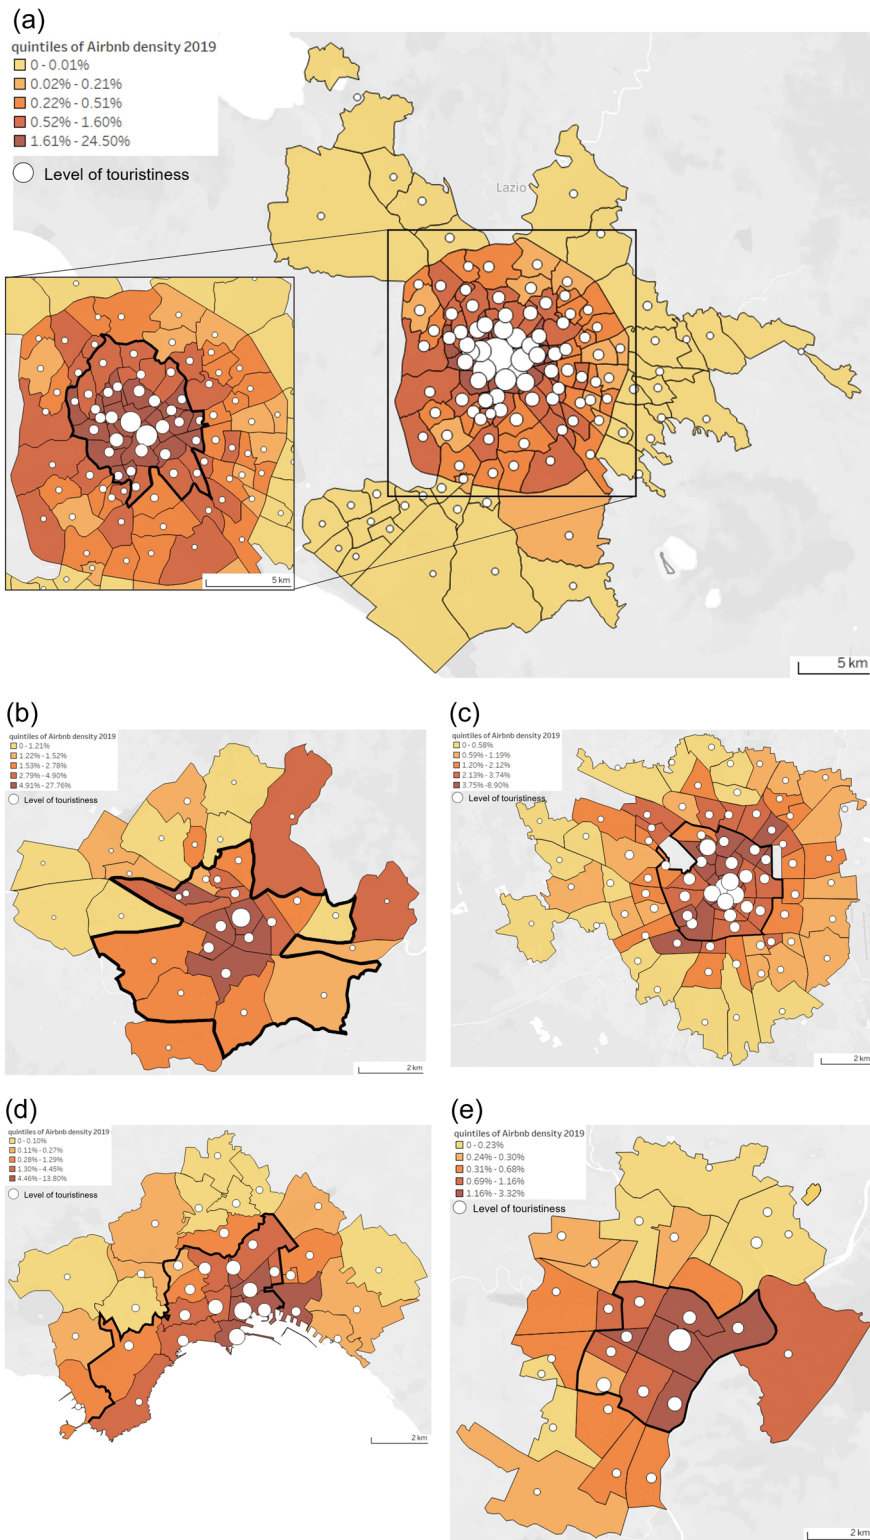 (a)
quintiles of Airbnb density 2019
0 - 0.01%
0.02% - 0.21%
0.22% - 0.51%
0.52% - 1.60%
1.61% - 24.50%
Level of touristiness
Lazio
5 km
5 km
(b)
quintiles of Airbnb density 2019
0 - 1.21%
1.22% - 1.52%
1.53% - 2.78%
2.79% - 4.90%
4.91% - 27.76%
Level of touristiness
2 km
(c)
quintiles of Airbnb density 2019
0 - 0.58%
0.59% - 1.19%
1.20% - 2.12%
2.13% - 3.74%
3.75%-8.90%
Level of touristiness
2 km
(d)
quintiles of Airbnb density 2019
0 - 0.10%
0.11% - 0.27%
0.28% - 1.29%
1.30% - 4.45%
4.46% - 13.80%
Level of touristiness
2 km
(e)
quintiles of Airbnb density 2019
0 - 0.23%
0.24% - 0.30%
0.31% - 0.68%
0.69% - 1.16%
1.16% - 3.32%
Level of touristiness
2 km